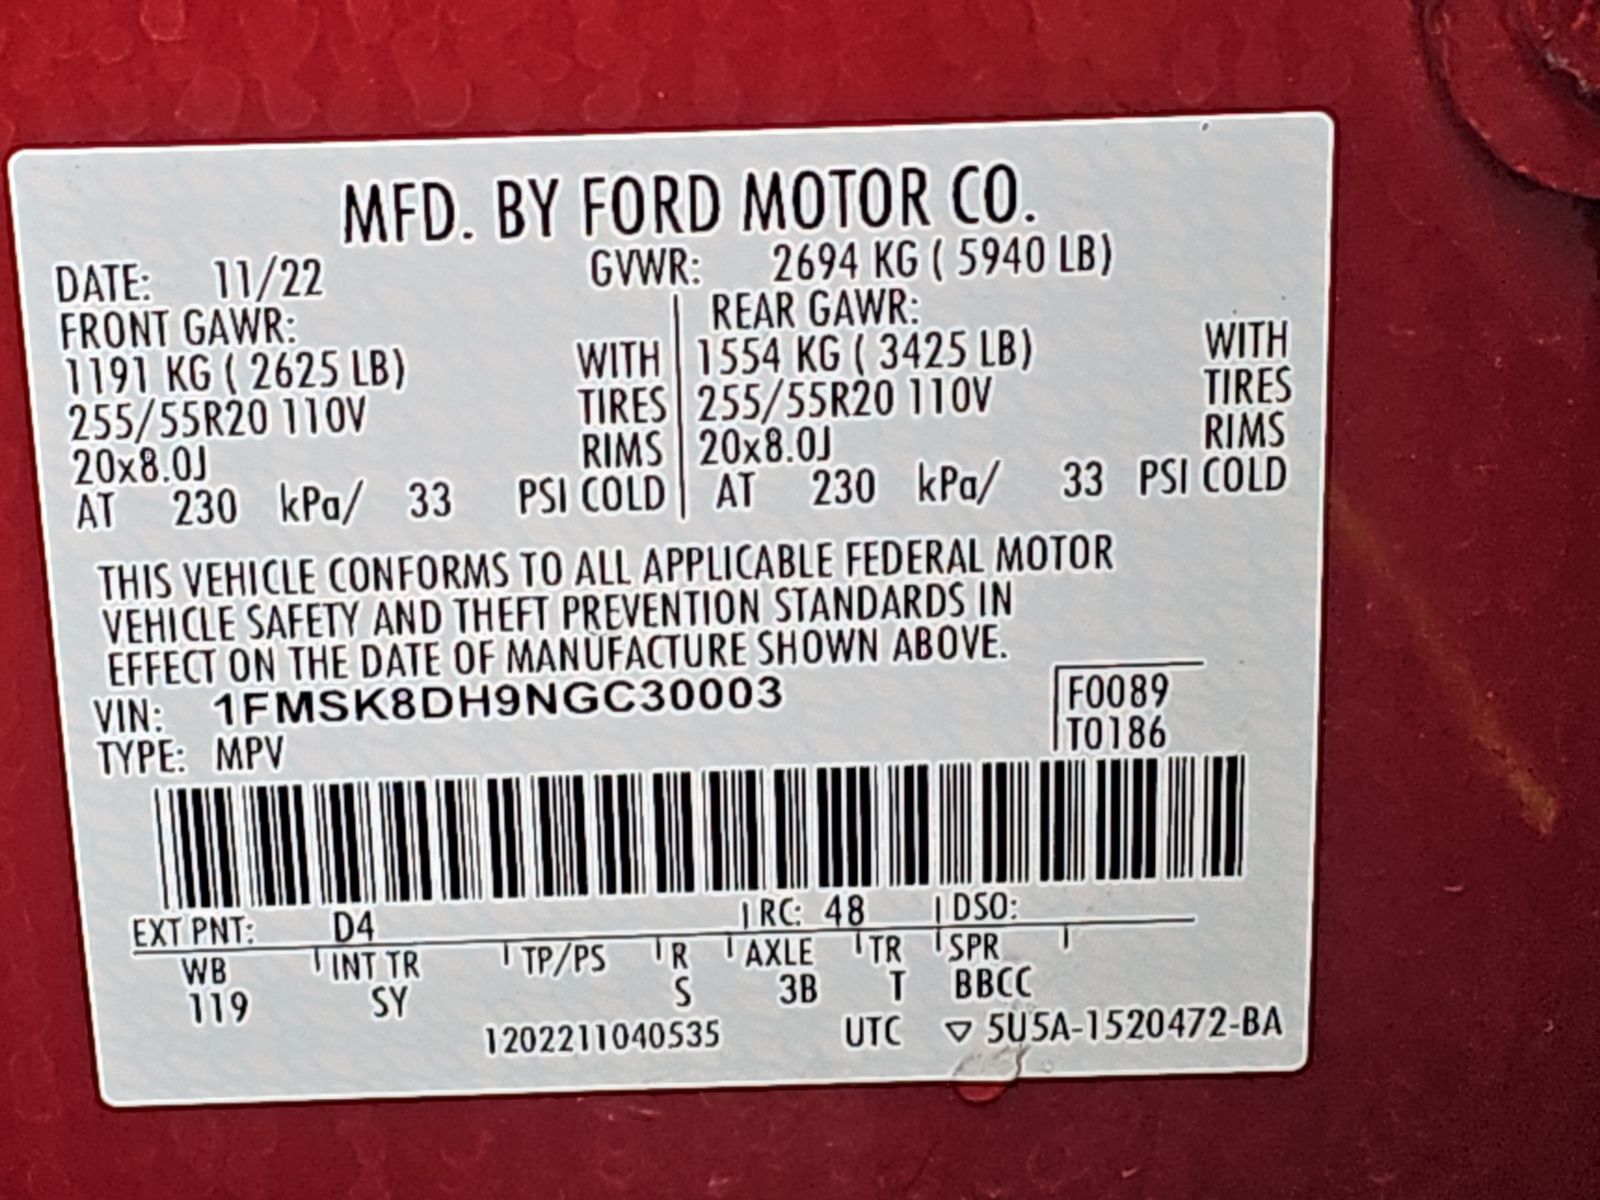 MFD. BY FORD MOTOR CO.
DATE: 11/22 GVWR: 2694 KG ( 5940 LB)
FRONT GAWR: REAR GAWR:
1191 KG ( 2625 LB) WITH 1554 KG ( 3425 LB) WITH
255/55R20 110V TIRES 255/55R20 110V TIRES
20x8.0J RIMS 20x8.0J RIMS
AT 230 kPa/ 33 PSI COLD AT 230 kPa/ 33 PSI COLD
THIS VEHICLE CONFORMS TO ALL APPLICABLE FEDERAL MOTOR
VEHICLE SAFETY AND THEFT PREVENTION STANDARDS IN
EFFECT ON THE DATE OF MANUFACTURE SHOWN ABOVE.
VIN: 1FMSK8DH9NGC30003 F0089
TYPE: MPV T0186
EXT PNT: D4 RC: 48 DSO:
WB INT TR TP/PS R AXLE TR SPR
119 SY S 3B T BBCC
1202211040535 UTC ▽ 5U5A-1520472-BA